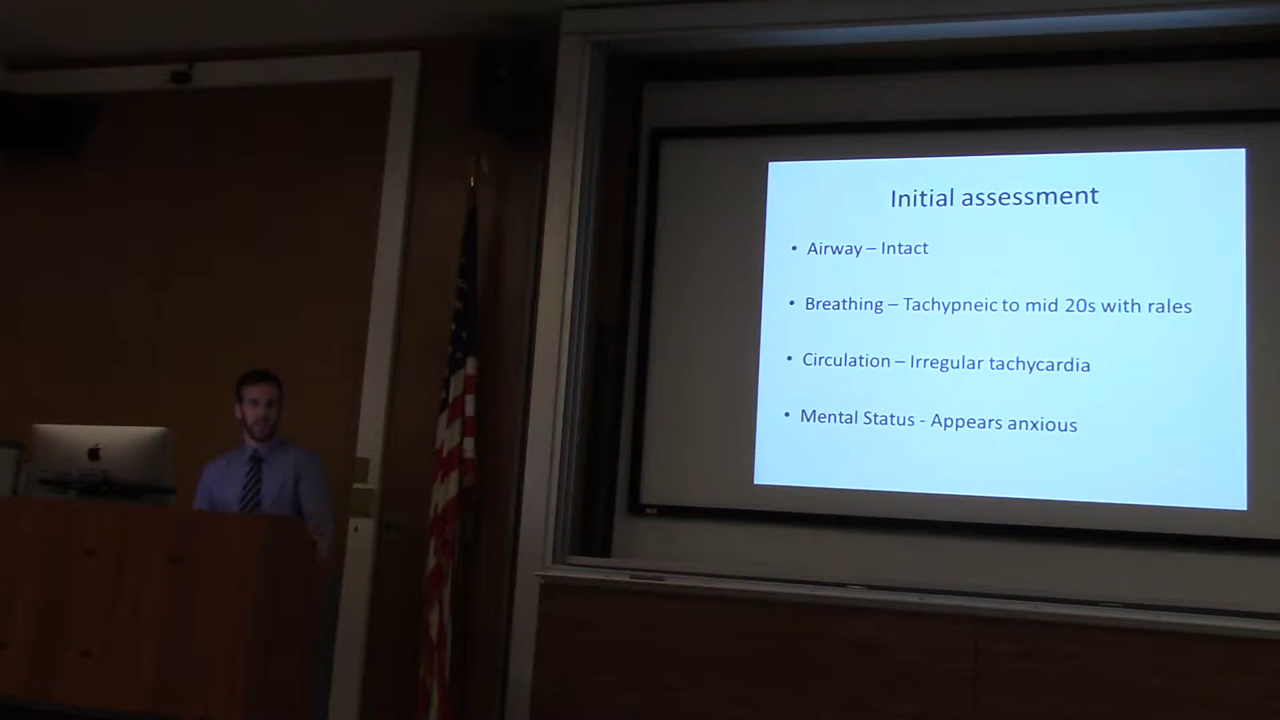 Initial assessment
• Airway – Intact
• Breathing – Tachypneic to mid 20s with rales
• Circulation – Irregular tachycardia
• Mental Status - Appears anxious